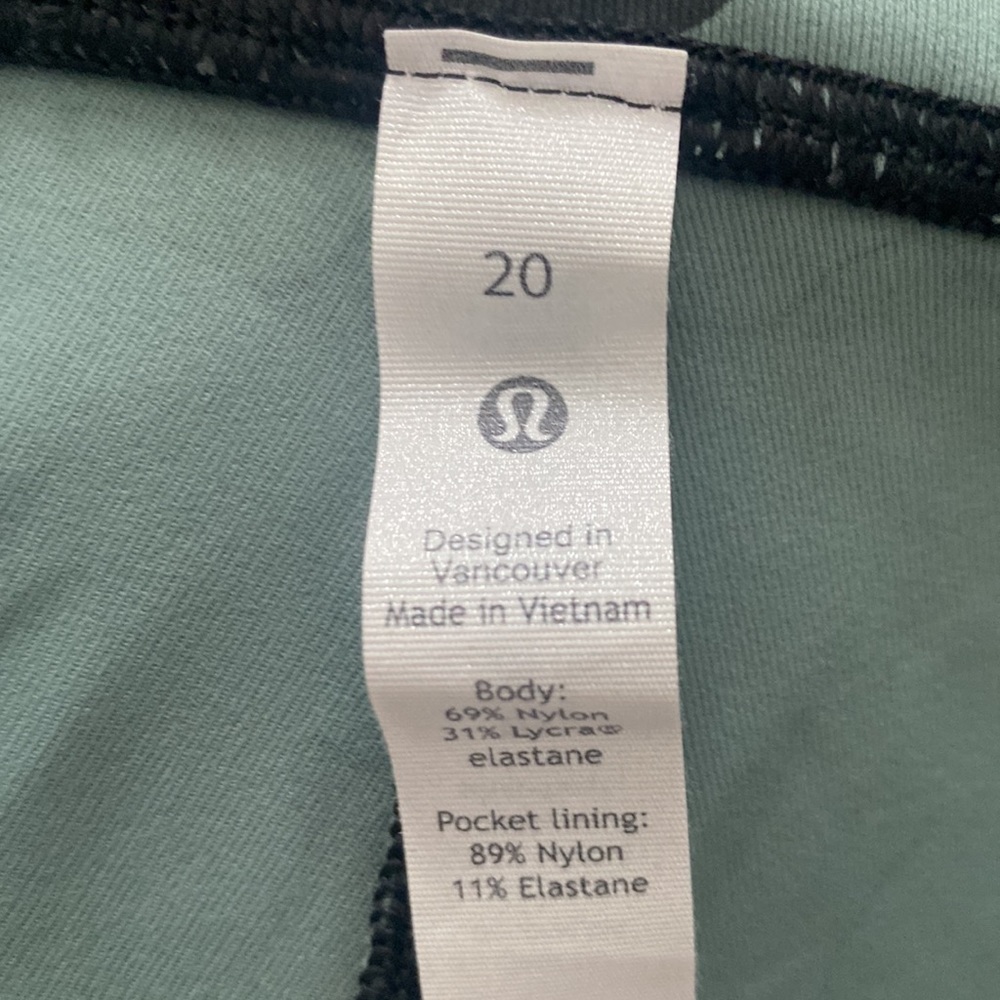 20
Designed in
Vancouver
Made in Vietnam
Body:
69% Nylon
31% Lycra®
elastane
Pocket lining:
89% Nylon
11% Elastane